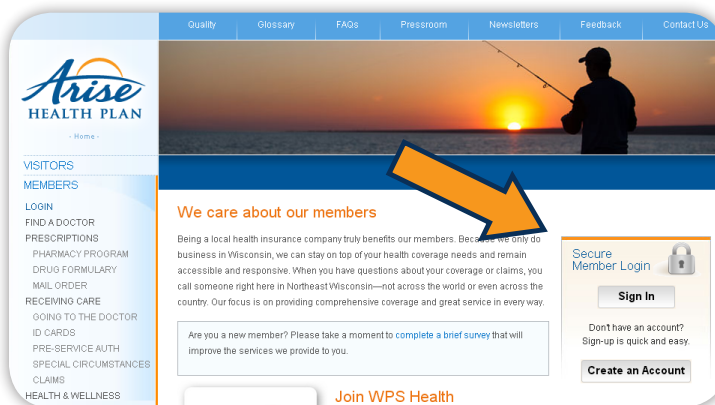 Quality Glossary FAQs Pressroom Newsletters Feedback Contact Us
Arise
HEALTH PLAN
- Home -
VISITORS
MEMBERS
LOGIN
FIND A DOCTOR
PRESCRIPTIONS
PHARMACY PROGRAM
DRUG FORMULARY
MAIL ORDER
RECEIVING CARE
GOING TO THE DOCTOR
ID CARDS
PRE-SERVICE AUTH
SPECIAL CIRCUMSTANCES
CLAIMS
HEALTH & WELLNESS
We care about our members
Being a local health insurance company truly benefits our members. Because we only do
business in Wisconsin, we can stay on top of your health coverage needs and remain
accessible and responsive. When you have questions about your coverage or claims, you
call someone right here in Northeast Wisconsin—not across the world or even across the
country. Our focus is on providing comprehensive coverage and great service in every way.
Are you a new member? Please take a moment to complete a brief survey that will
improve the services we provide to you.
Join WPS Health
Secure
Member Login
Sign In
Don't have an account?
Sign-up is quick and easy.
Create an Account